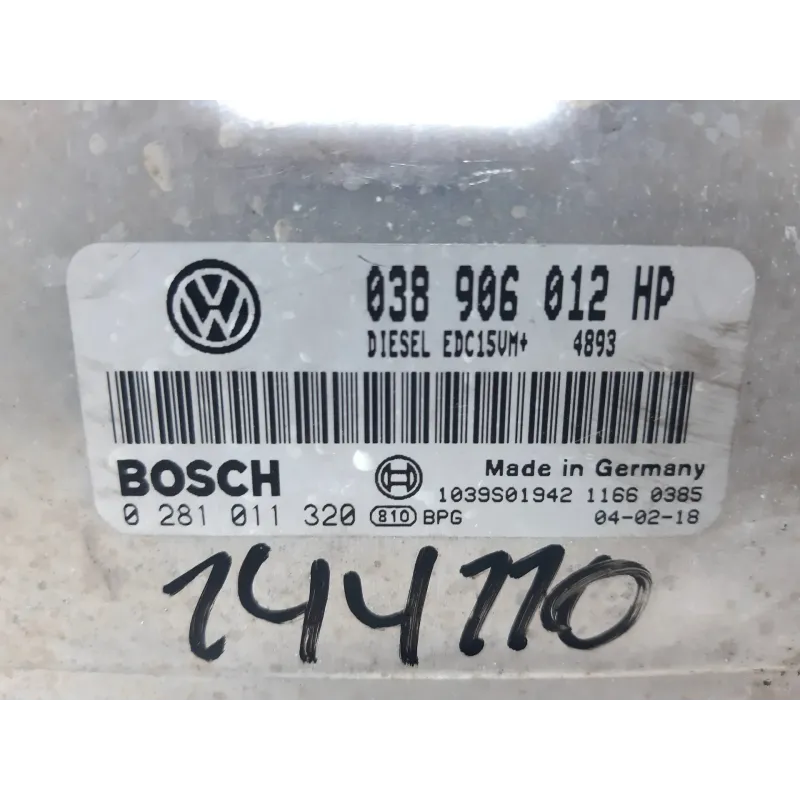 038 906 012 HP
DIESEL EDC15VM+ 4893
BOSCH
Made in Germany
1039S01942 1166 0385
0 281 011 320 810 BPG 04-02-18
144110